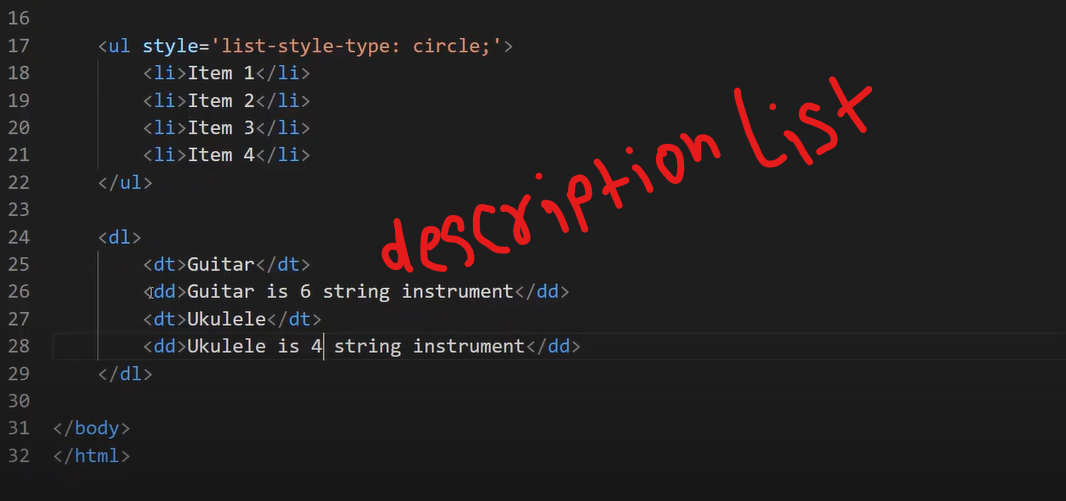 16
17 <ul style='list-style-type: circle;'>
18 <li>Item 1</li>
19 <li>Item 2</li>
20 <li>Item 3</li>
21 <li>Item 4</li>
22 </ul>
23
24 <dl>
25 <dt>Guitar</dt>
26 <dd>Guitar is 6 string instrument</dd>
27 <dt>Ukulele</dt>
28 <dd>Ukulele is 4 string instrument</dd>
29 </dl>
30
31 </body>
32 </html>
description list